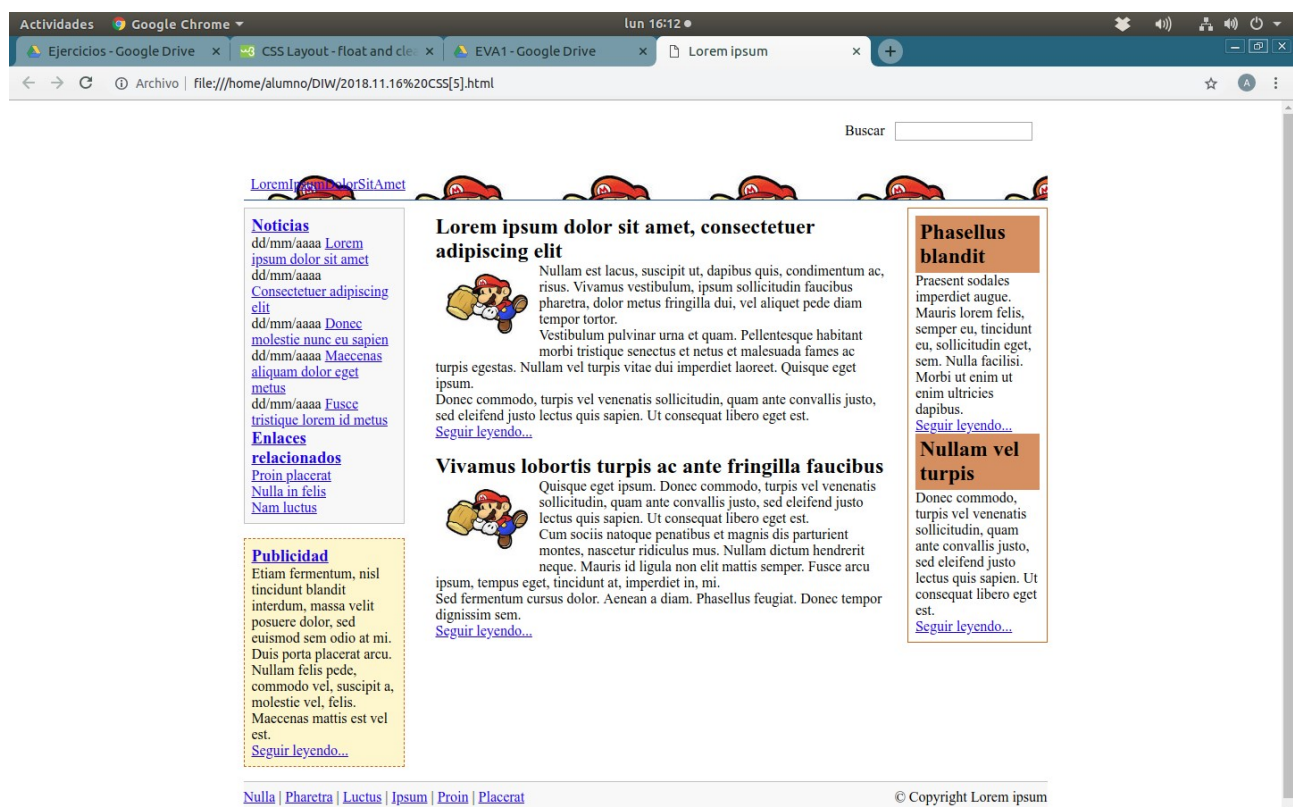 Actividades Google Chrome lun 16:12
Ejercicios - Google Drive CSS Layout - float and cle EVA1 - Google Drive Lorem ipsum
Archivo | file:///home/alumno/DIW/2018.11.16%20CSS[5].html A
Buscar
LoremIpsumDolorSitAmet
Noticias
dd/mm/aaaa Lorem
ipsum dolor sit amet
dd/mm/aaaa
Consectetuer adipiscing
elit
dd/mm/aaaa Donec
molestie nunc eu sapien
dd/mm/aaaa Maecenas
aliquam dolor eget
metus
dd/mm/aaaa Fusce
tristique lorem id metus
Enlaces
relacionados
Proin placerat
Nulla in felis
Nam luctus
Publicidad
Etiam fermentum, nisl
tincidunt blandit
interdum, massa velit
posuere dolor, sed
euismod sem odio at mi.
Duis porta placerat arcu.
Nullam felis pede,
commodo vel, suscipit a,
molestie vel, felis.
Maecenas mattis est vel
est.
Seguir leyendo...
Lorem ipsum dolor sit amet, consectetuer
adipiscing elit
Nullam est lacus, suscipit ut, dapibus quis, condimentum ac,
risus. Vivamus vestibulum, ipsum sollicitudin faucibus
pharetra, dolor metus fringilla dui, vel aliquet pede diam
tempor tortor.
Vestibulum pulvinar urna et quam. Pellentesque habitant
morbi tristique senectus et netus et malesuada fames ac
turpis egestas. Nullam vel turpis vitae dui imperdiet laoreet. Quisque eget
ipsum.
Donec commodo, turpis vel venenatis sollicitudin, quam ante convallis justo,
sed eleifend justo lectus quis sapien. Ut consequat libero eget est.
Seguir leyendo...
Vivamus lobortis turpis ac ante fringilla faucibus
Quisque eget ipsum. Donec commodo, turpis vel venenatis
sollicitudin, quam ante convallis justo, sed eleifend justo
lectus quis sapien. Ut consequat libero eget est.
Cum sociis natoque penatibus et magnis dis parturient
montes, nascetur ridiculus mus. Nullam dictum hendrerit
neque. Mauris id ligula non elit mattis semper. Fusce arcu
ipsum, tempus eget, tincidunt at, imperdiet in, mi.
Sed fermentum cursus dolor. Aenean a diam. Phasellus feugiat. Donec tempor
dignissim sem.
Seguir leyendo...
Phasellus
blandit
Praesent sodales
imperdiet augue.
Mauris lorem felis,
semper eu, tincidunt
eu, sollicitudin eget,
sem. Nulla facilisi.
Morbi ut enim ut
enim ultricies
dapibus.
Seguir leyendo...
Nullam vel
turpis
Donec commodo,
turpis vel venenatis
sollicitudin, quam
ante convallis justo,
sed eleifend justo
lectus quis sapien. Ut
consequat libero eget
est.
Seguir leyendo...
Nulla | Pharetra | Luctus | Ipsum | Proin | Placerat © Copyright Lorem ipsum